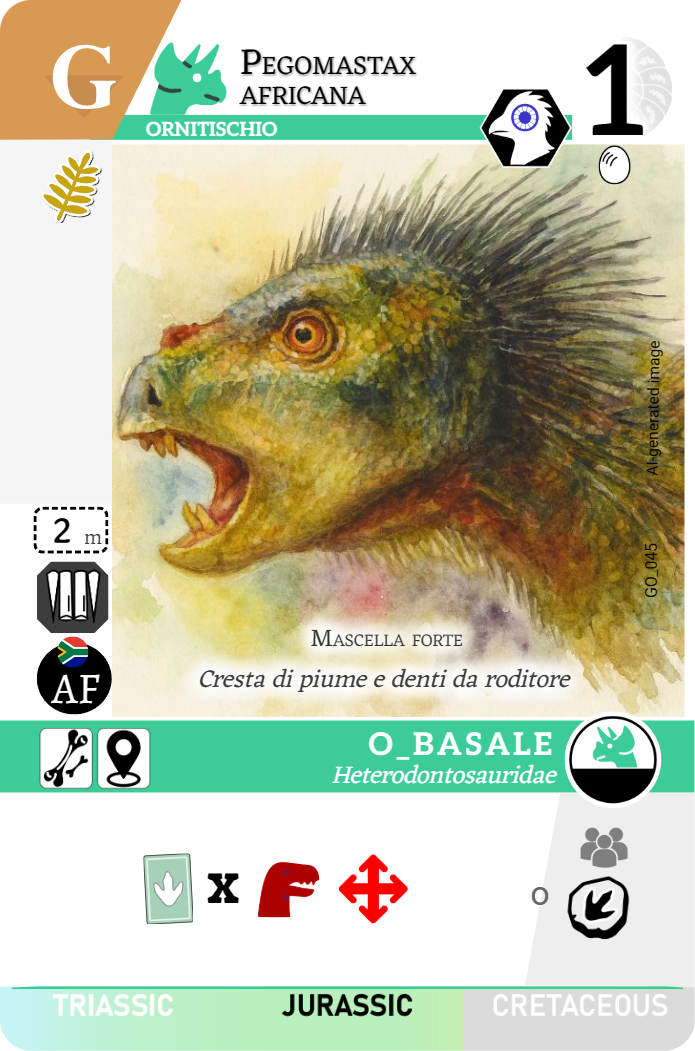 G
Pegomastax
africana
1
ORNITISCHIO
AI-generated image
GO_045
2 m
AF
Mascella forte
Cresta di piume e denti da roditore
O_BASALE
Heterodontosauridae
x
O
TRIASSIC
JURASSIC
CRETACEOUS